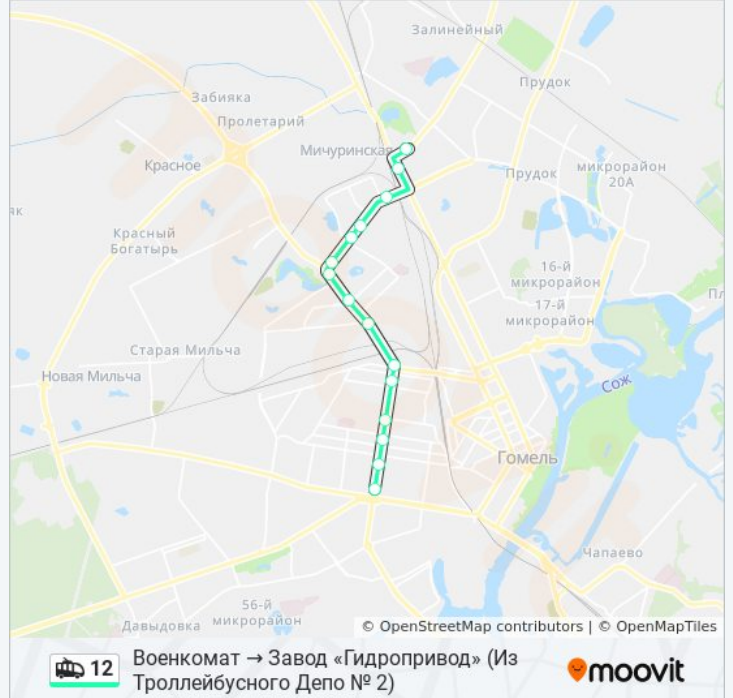 Залинейный
Прудок
Забияка
Пролетарий
Мичуринская
Красное
Прудок
микрорайон
20А
як
Красный
Богатырь
16-й
микрорайон
Пл
17-й
микрорайон
Старая Мильча
Новая Мильча
Сож
Гомель
Чапаево
56-й
микрорайон
Давыдовка
© OpenStreetMap contributors | © OpenMapTiles
12
Военкомат → Завод «Гидропривод» (Из
Троллейбусного Депо № 2)
moovit